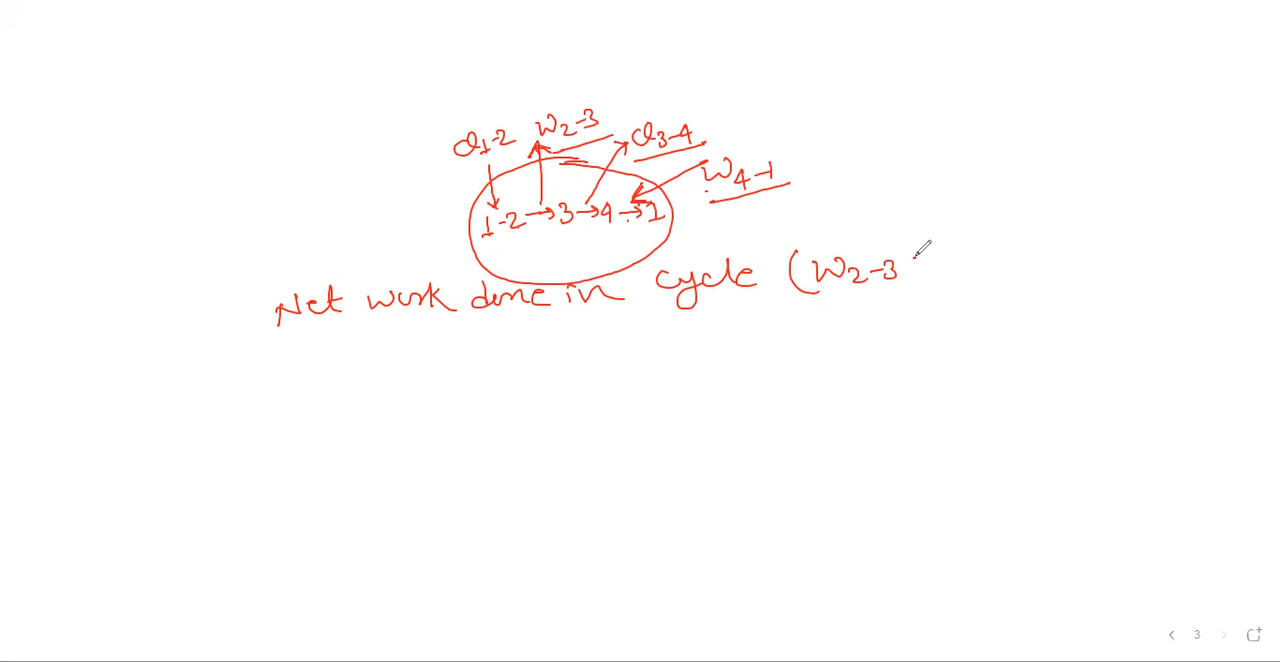 Q1-2 W2-3 Q3-4
W4-1
1-2→3→4→1
Net work done in cycle (W2-3
3